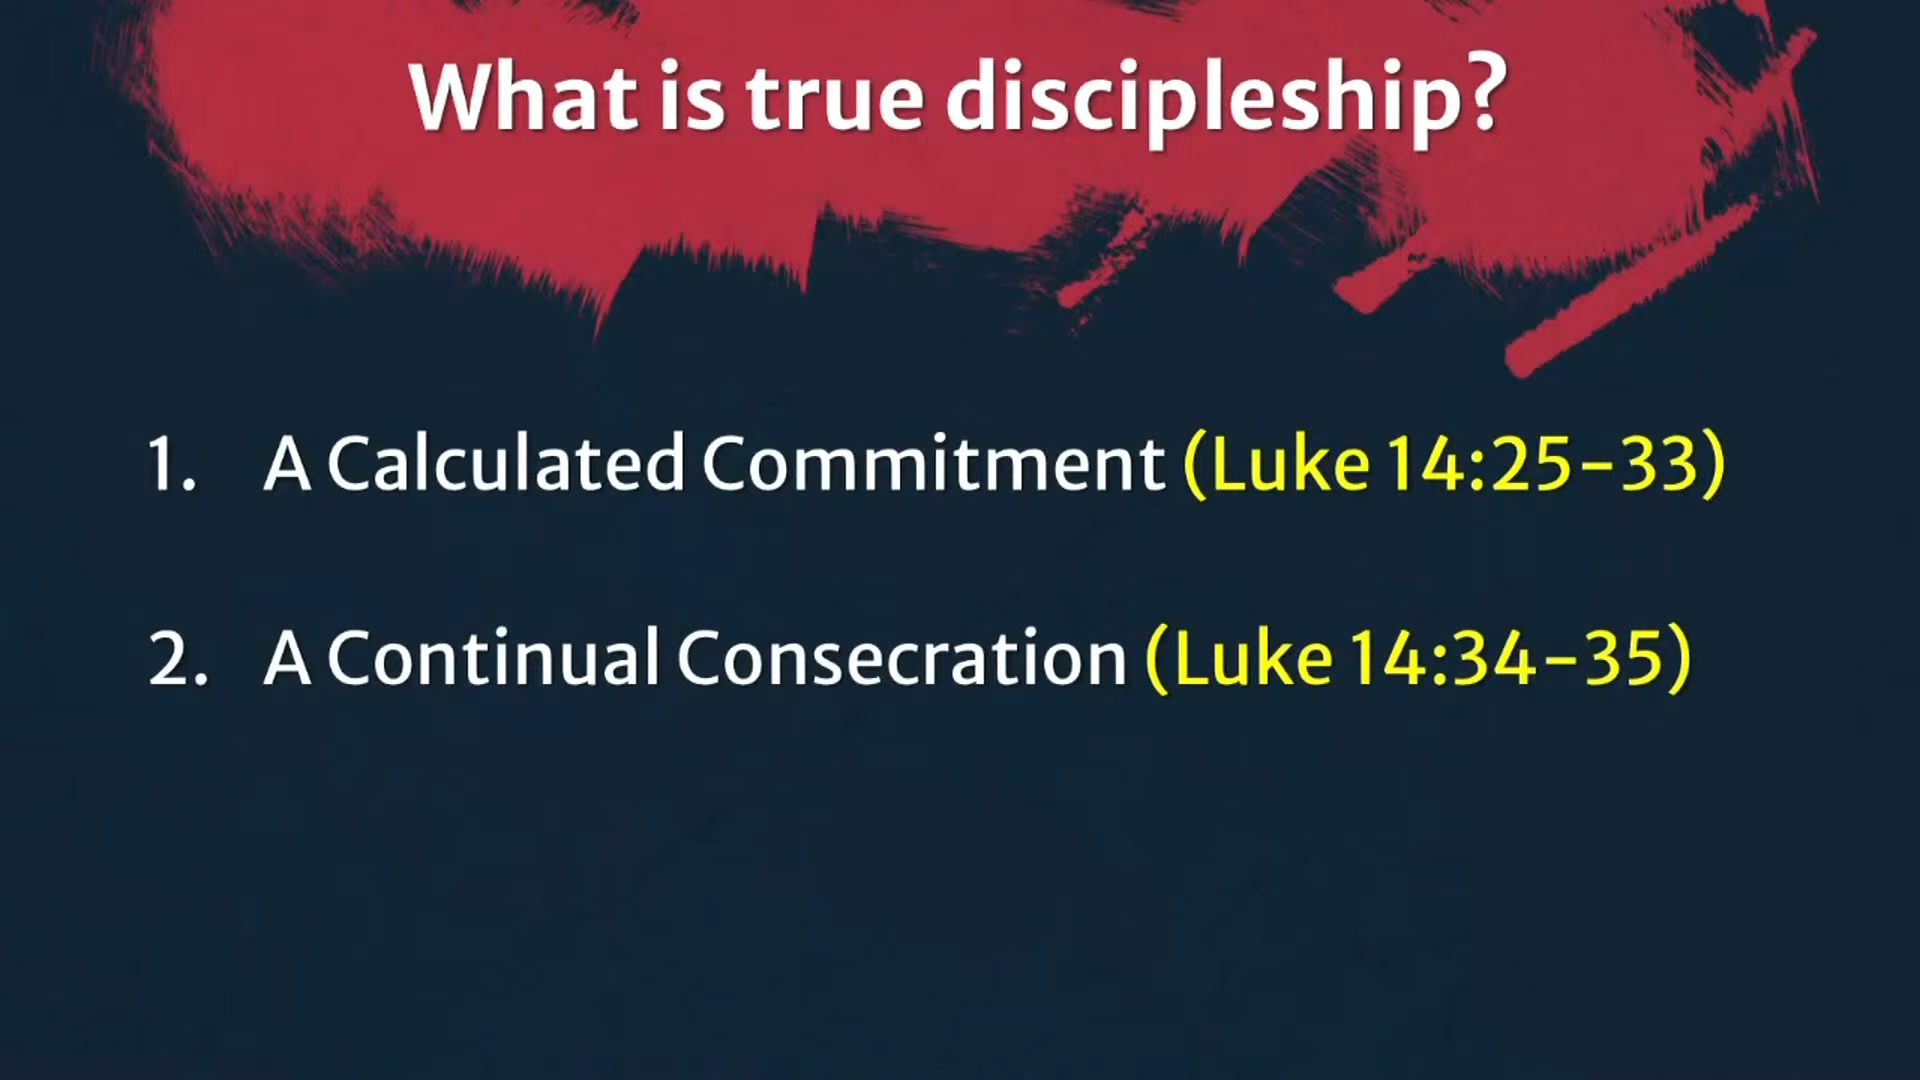 What is true discipleship?
1. A Calculated Commitment (Luke 14:25-33)
2. A Continual Consecration (Luke 14:34-35)